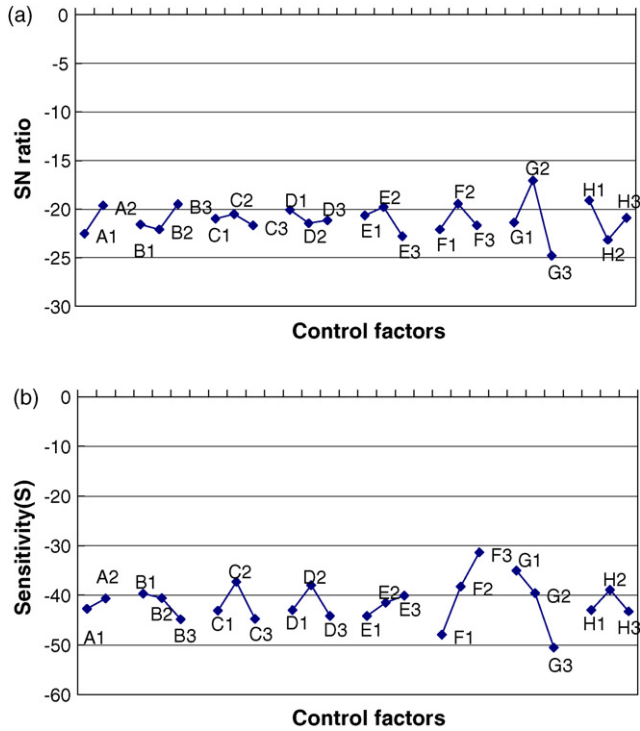 (a)
0
-5
-10
-15
-20
-25
-30
SN ratio
A1 A2 B1 B2 B3 C1 C2 C3 D1 D2 D3 E1 E2 E3 F1 F2 F3 G1 G2 G3 H1 H2 H3
Control factors
(b)
0
-10
-20
-30
-40
-50
-60
Sensitivity(S)
A1 A2 B1 B2 B3 C1 C2 C3 D1 D2 D3 E1 E2 E3 F1 F2 F3 G1 G2 G3 H1 H2 H3
Control factors